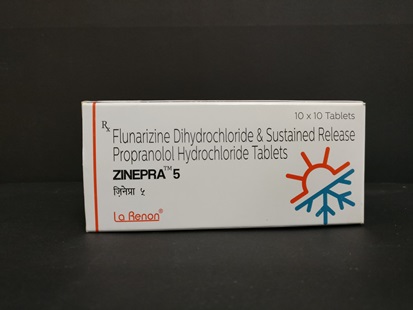 10 x 10 Tablets
Rx Flunarizine Dihydrochloride & Sustained Release
Propranolol Hydrochloride Tablets
ZINEPRA™ 5
ज़िनेप्रा ५
La Renon®